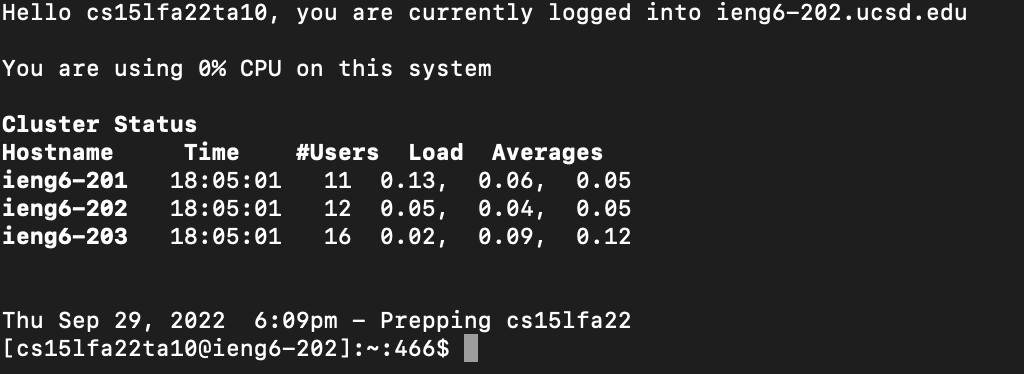 Hello cs15lfa22ta10, you are currently logged into ieng6-202.ucsd.edu
You are using 0% CPU on this system
Cluster Status
Hostname Time #Users Load Averages
ieng6-201 18:05:01 11 0.13, 0.06, 0.05
ieng6-202 18:05:01 12 0.05, 0.04, 0.05
ieng6-203 18:05:01 16 0.02, 0.09, 0.12
Thu Sep 29, 2022 6:09pm - Prepping cs15lfa22
[cs15lfa22ta10@ieng6-202]:~:466$